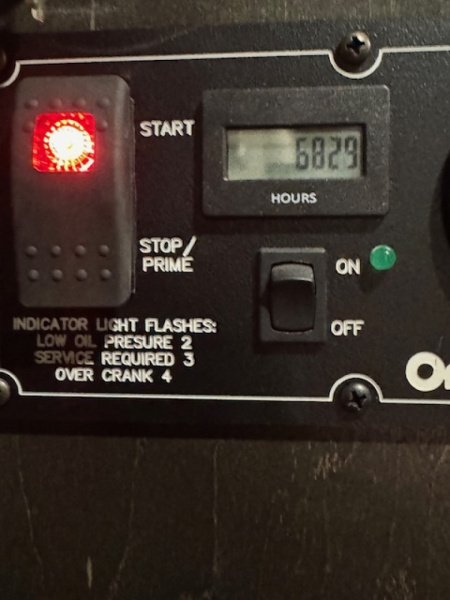 START
6829
HOURS
STOP/
PRIME
ON
OFF
INDICATOR LIGHT FLASHES:
LOW OIL PRESURE 2
SERVICE REQUIRED 3
OVER CRANK 4